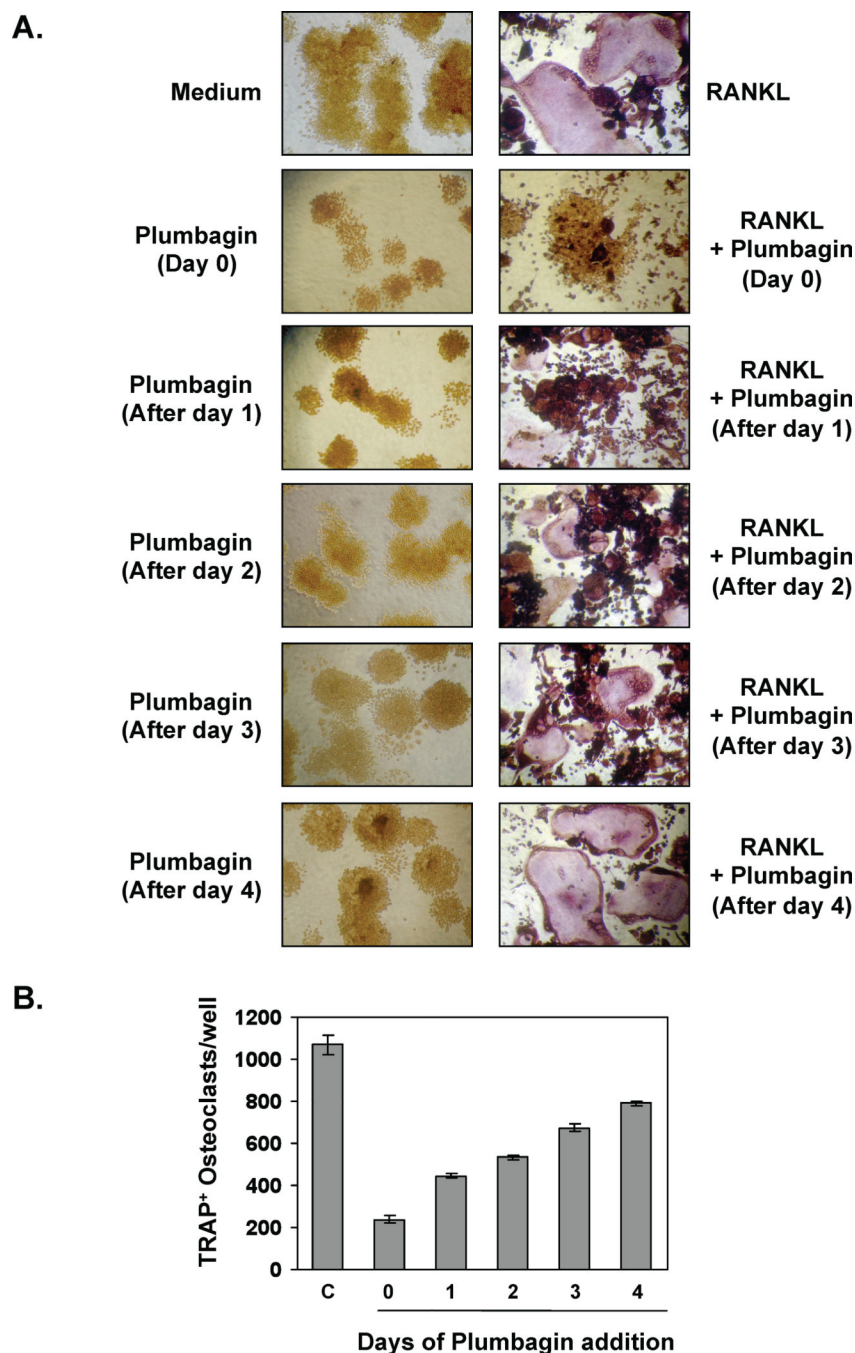 A.
Medium
RANKL
Plumbagin
(Day 0)
RANKL
+ Plumbagin
(Day 0)
Plumbagin
(After day 1)
RANKL
+ Plumbagin
(After day 1)
Plumbagin
(After day 2)
RANKL
+ Plumbagin
(After day 2)
Plumbagin
(After day 3)
RANKL
+ Plumbagin
(After day 3)
Plumbagin
(After day 4)
RANKL
+ Plumbagin
(After day 4)
B.
TRAP⁺ Osteoclasts/well
1200
1000
800
600
400
200
0
C 0 1 2 3 4
Days of Plumbagin addition